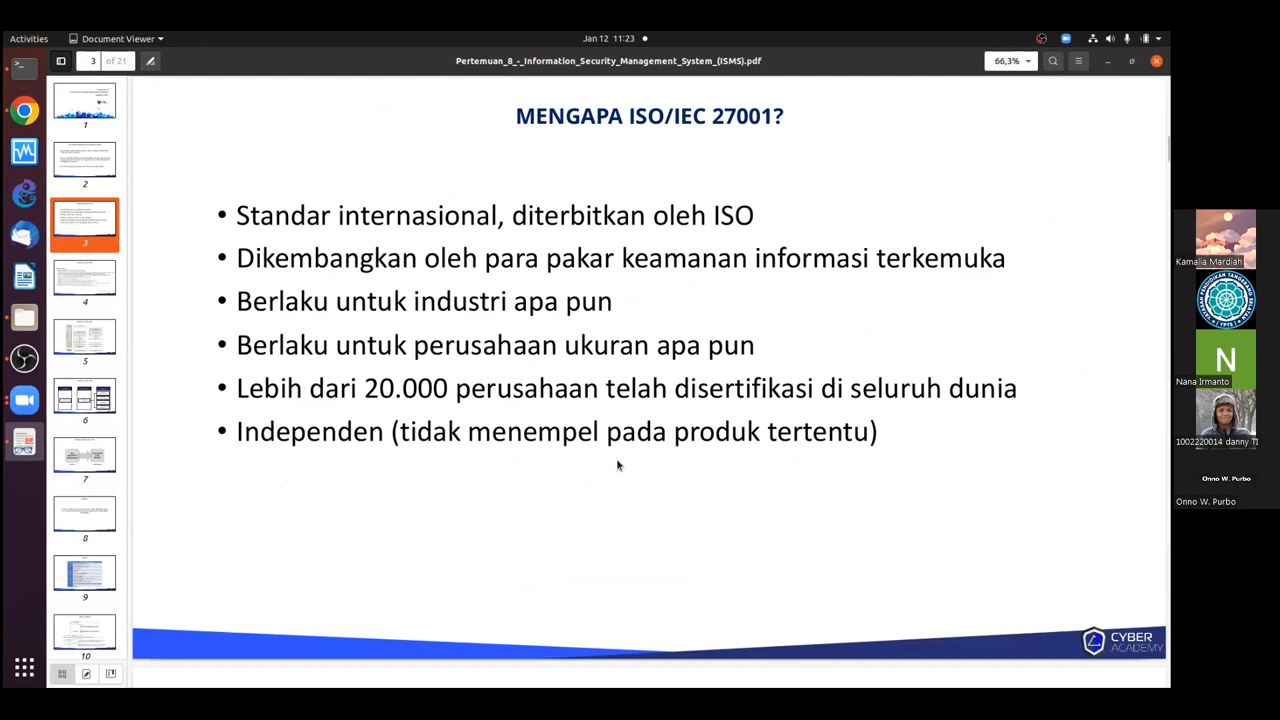 Activities
Document Viewer
Jan 12 11:23
3
of 21
Pertemuan_8_-_Information_Security_Management_System_(ISMS).pdf
66,3%
1
2
3
4
5
6
7
8
9
10
MENGAPA ISO/IEC 27001?
• Standar internasional, diterbitkan oleh ISO
• Dikembangkan oleh para pakar keamanan informasi terkemuka
• Berlaku untuk industri apa pun
• Berlaku untuk perusahaan ukuran apa pun
• Lebih dari 20.000 perusahaan telah disertifikasi di seluruh dunia
• Independen (tidak menempel pada produk tertentu)
CYBER
ACADEMY
Kamalia Mardiah
N
Nana Irmanto
1002220014 danny TI
Onno W. Purbo
Onno W. Purbo